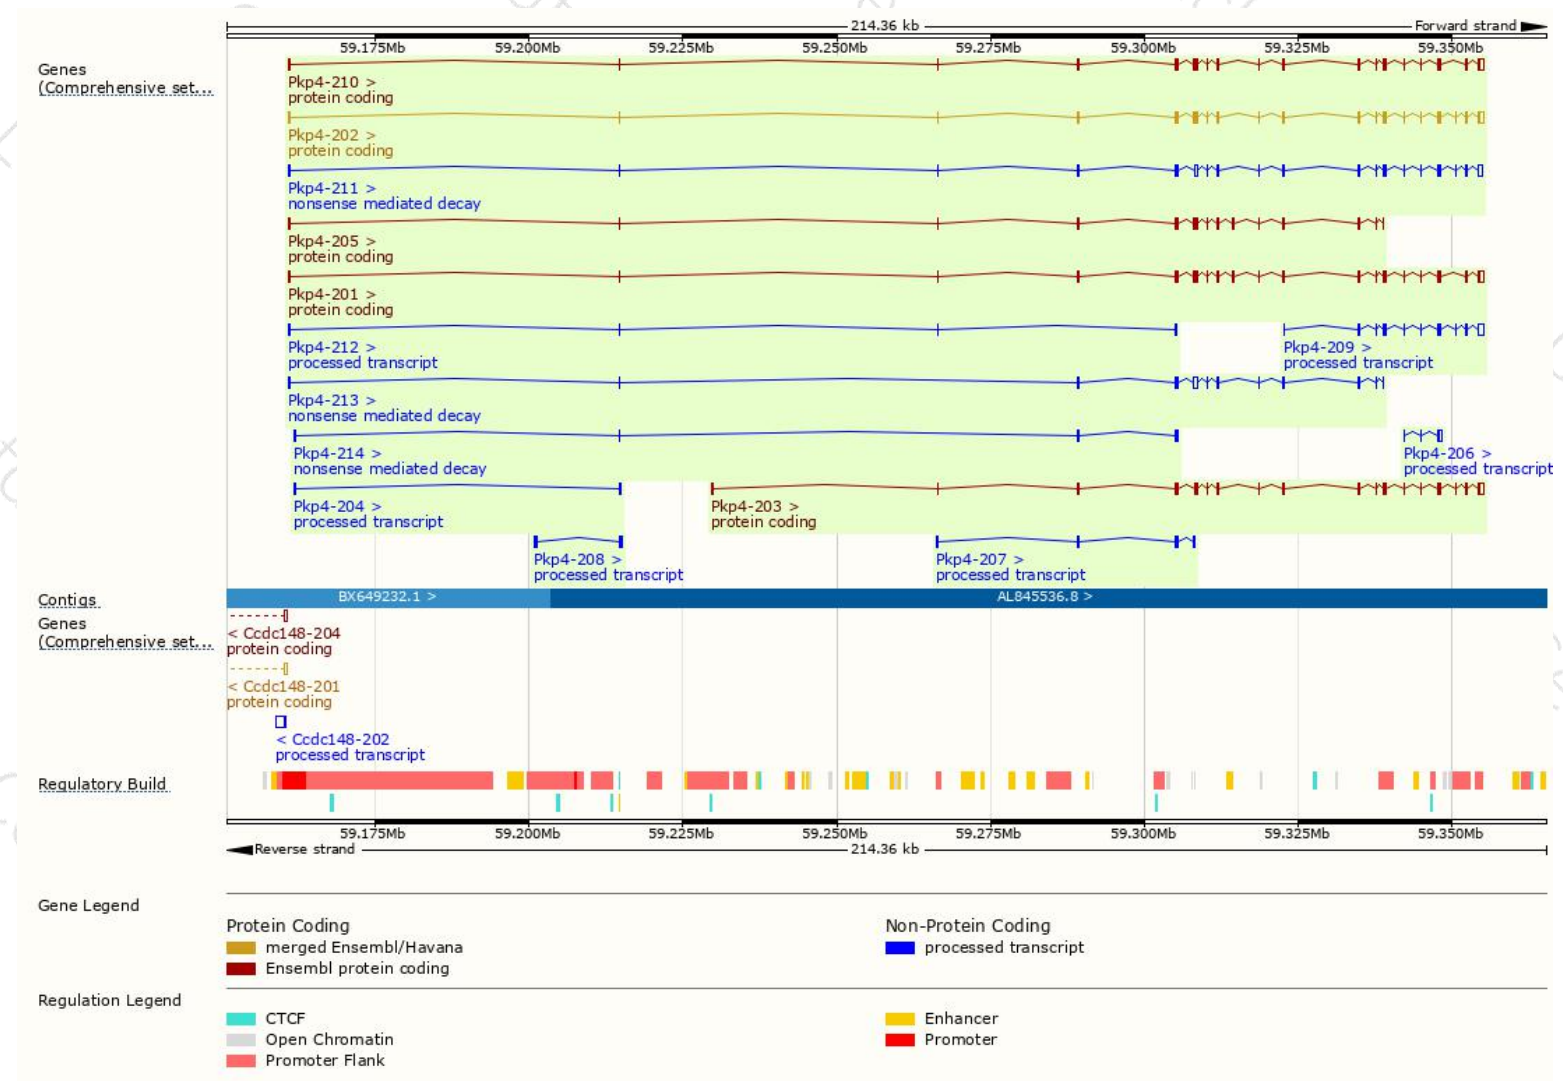 214.36 kb
Forward strand
59.175Mb 59.200Mb 59.225Mb 59.250Mb 59.275Mb 59.300Mb 59.325Mb 59.350Mb
Genes
(Comprehensive set...
Pkp4-210 >
protein coding
Pkp4-202 >
protein coding
Pkp4-211 >
nonsense mediated decay
Pkp4-205 >
protein coding
Pkp4-201 >
protein coding
Pkp4-212 >
processed transcript
Pkp4-209 >
processed transcript
Pkp4-213 >
nonsense mediated decay
Pkp4-214 >
nonsense mediated decay
Pkp4-206 >
processed transcript
Pkp4-204 >
processed transcript
Pkp4-203 >
protein coding
Pkp4-208 >
processed transcript
Pkp4-207 >
processed transcript
Contigs
BX649232.1 >
AL845536.8 >
Genes
(Comprehensive set...
< Ccdc148-204
protein coding
< Ccdc148-201
protein coding
< Ccdc148-202
processed transcript
Regulatory Build
59.175Mb 59.200Mb 59.225Mb 59.250Mb 59.275Mb 59.300Mb 59.325Mb 59.350Mb
Reverse strand
214.36 kb
Gene Legend
Protein Coding
merged Ensembl/Havana
Ensembl protein coding
Non-Protein Coding
processed transcript
Regulation Legend
CTCF
Open Chromatin
Promoter Flank
Enhancer
Promoter